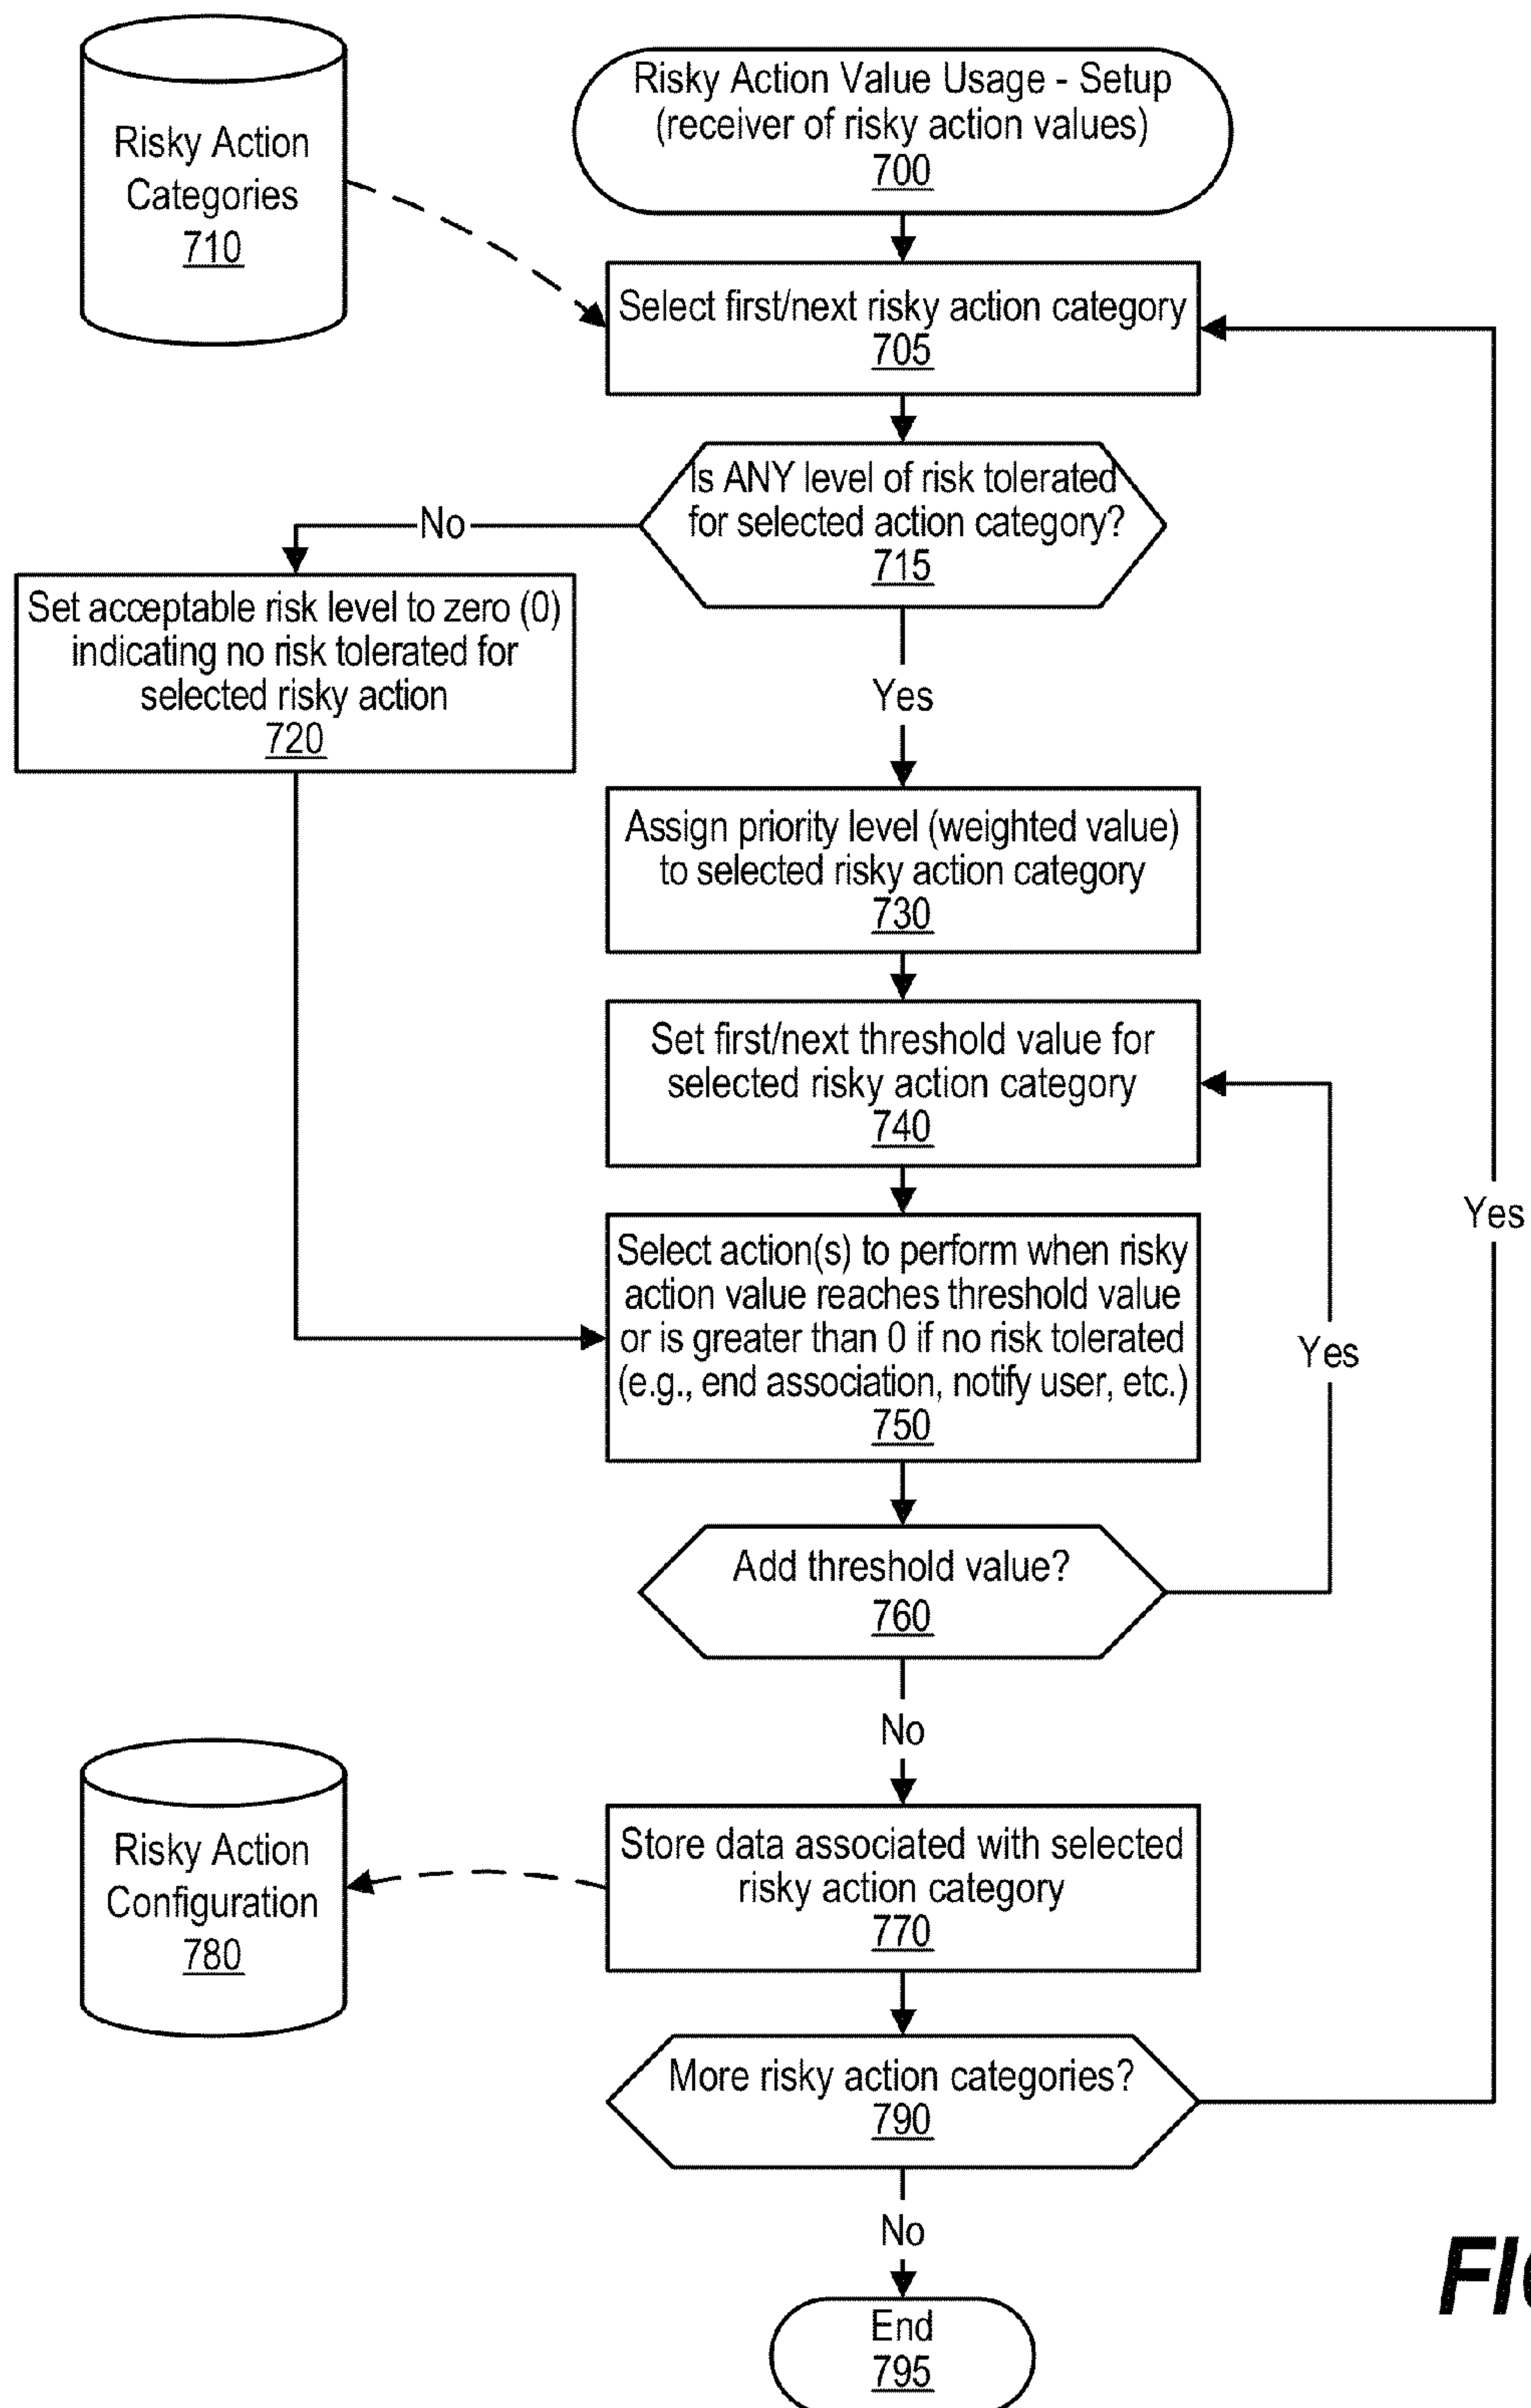 Risky Action
Categories
710
Risky Action Value Usage - Setup
(receiver of risky action values)
700
Select first/next risky action category
705
Is ANY level of risk tolerated
for selected action category?
715
No
Set acceptable risk level to zero (0)
indicating no risk tolerated for
selected risky action
720
Yes
Assign priority level (weighted value)
to selected risky action category
730
Set first/next threshold value for
selected risky action category
740
Select action(s) to perform when risky
action value reaches threshold value
or is greater than 0 if no risk tolerated
(e.g., end association, notify user, etc.)
750
Yes
Yes
Add threshold value?
760
No
Risky Action
Configuration
780
Store data associated with selected
risky action category
770
More risky action categories?
790
No
End
795